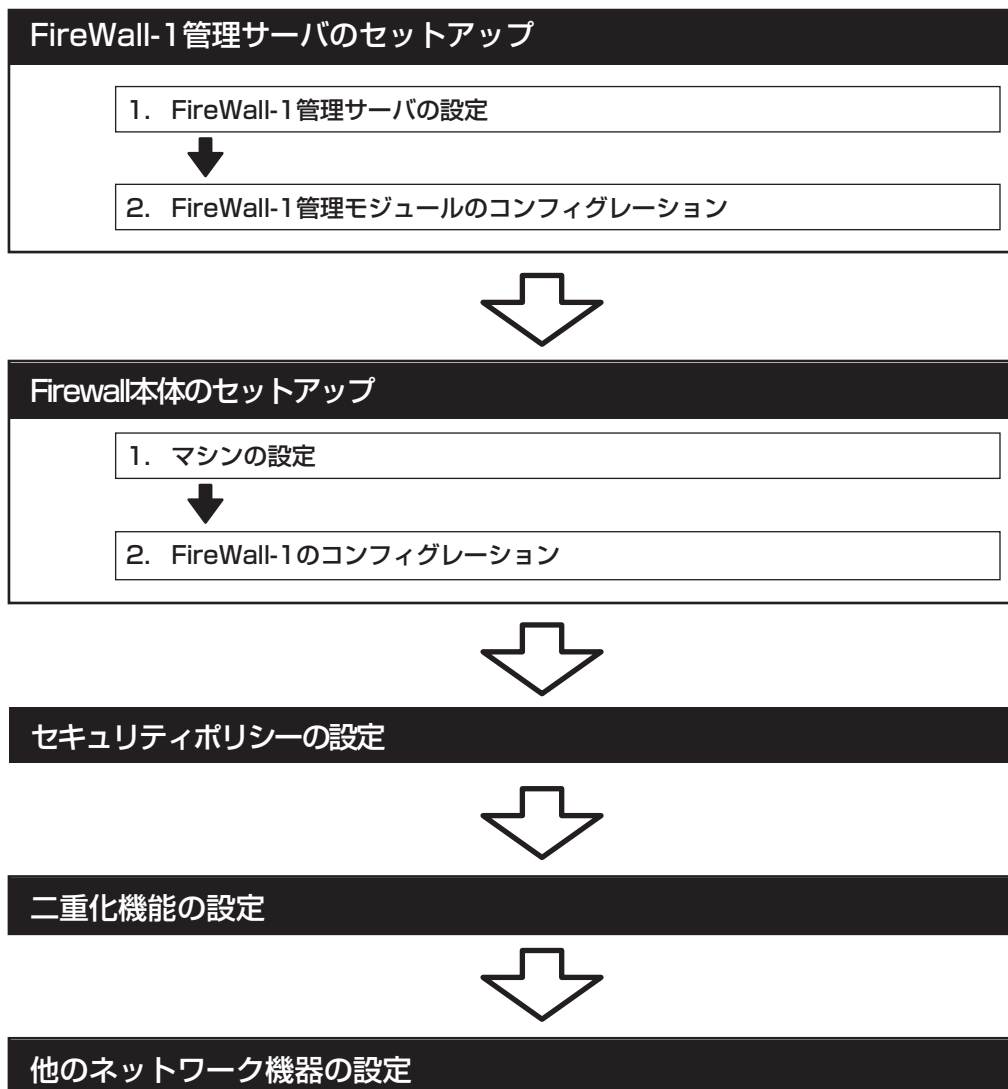 FireWall-1管理サーバのセットアップ
1. FireWall-1管理サーバの設定
2. FireWall-1管理モジュールのコンフィグレーション
Firewall本体のセットアップ
1. マシンの設定
2. FireWall-1のコンフィグレーション
セキュリティポリシーの設定
二重化機能の設定
他のネットワーク機器の設定